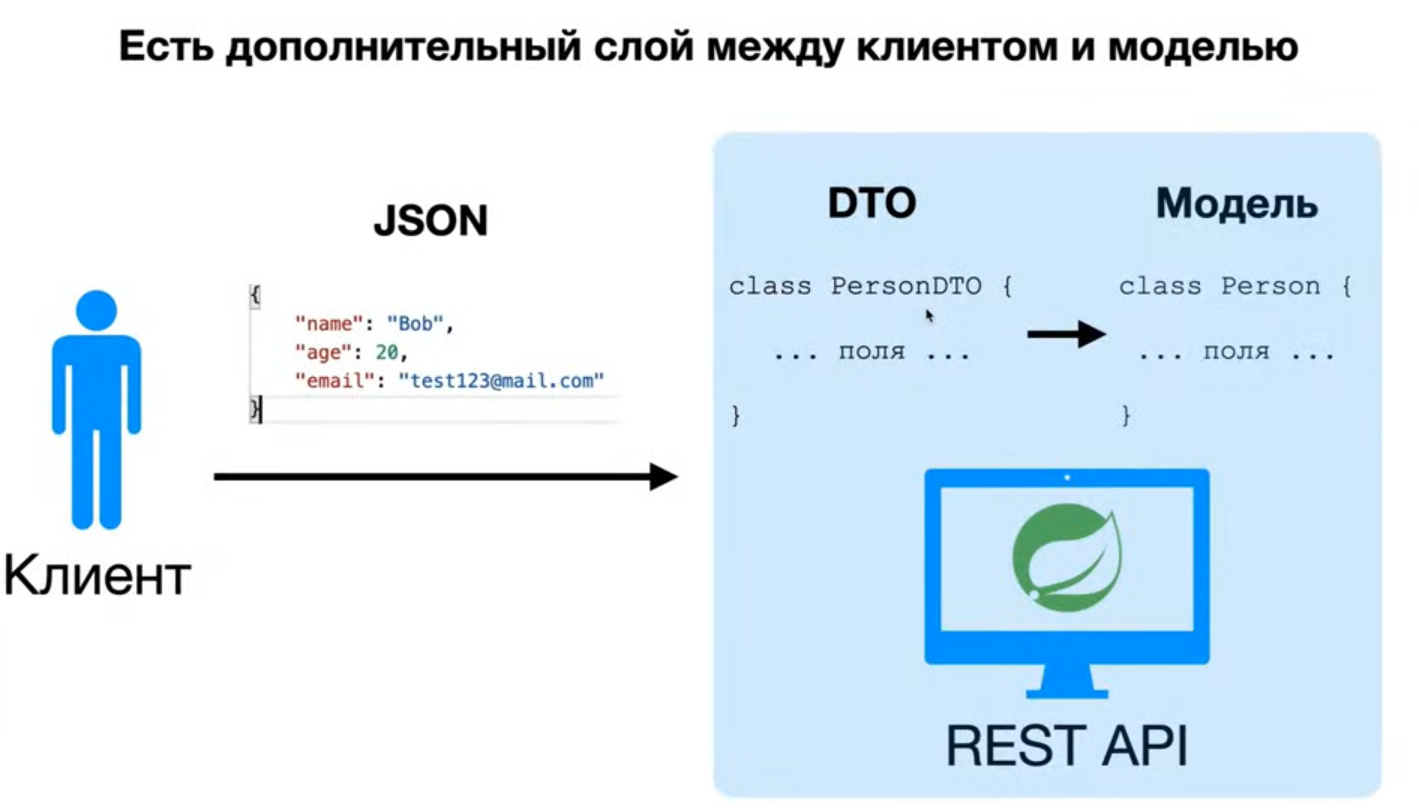 Есть дополнительный слой между клиентом и моделью
JSON
{
"name": "Bob",
"age": 20,
"email": "test123@mail.com"
}
Клиент
DTO
class PersonDTO {
... поля ...
}
Модель
class Person {
... поля ...
}
REST API